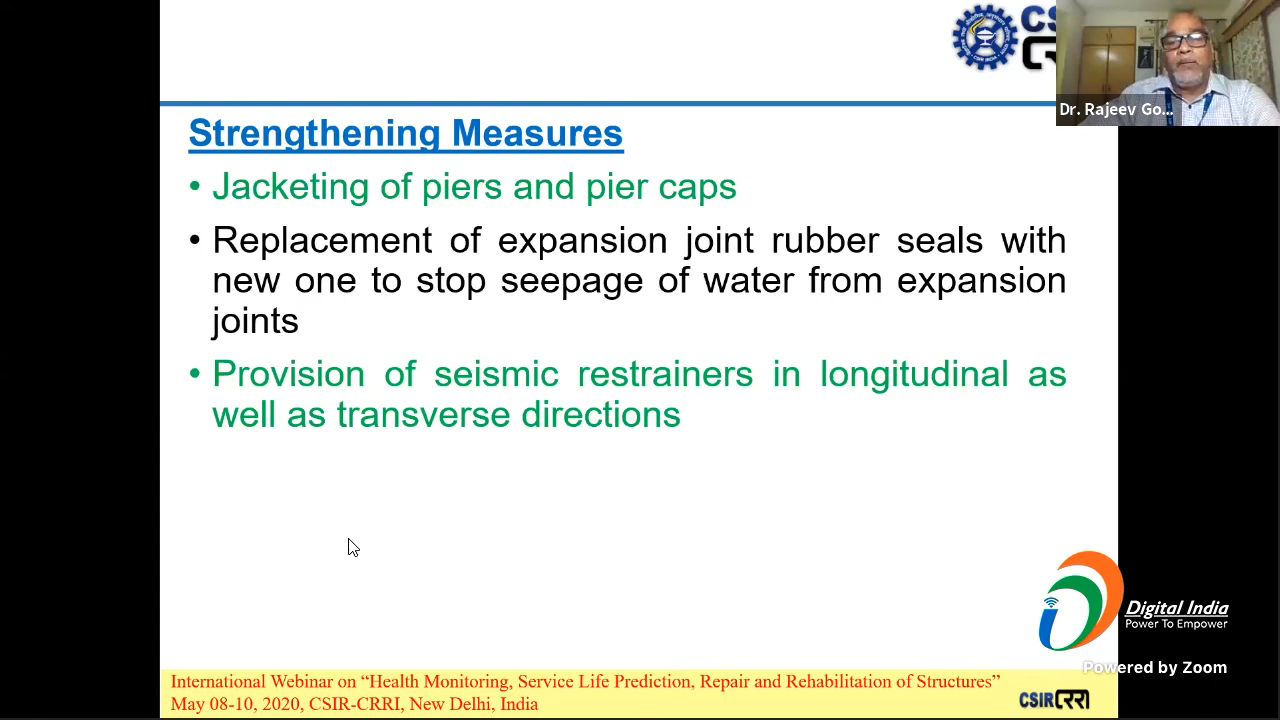 CS
CR
Dr. Rajeev Go...
Strengthening Measures
• Jacketing of piers and pier caps
• Replacement of expansion joint rubber seals with
new one to stop seepage of water from expansion
joints
• Provision of seismic restrainers in longitudinal as
well as transverse directions
Digital India
Power To Empower
Powered by Zoom
International Webinar on “Health Monitoring, Service Life Prediction, Repair and Rehabilitation of Structures”
May 08-10, 2020, CSIR-CRRI, New Delhi, India
CSIR CRRI